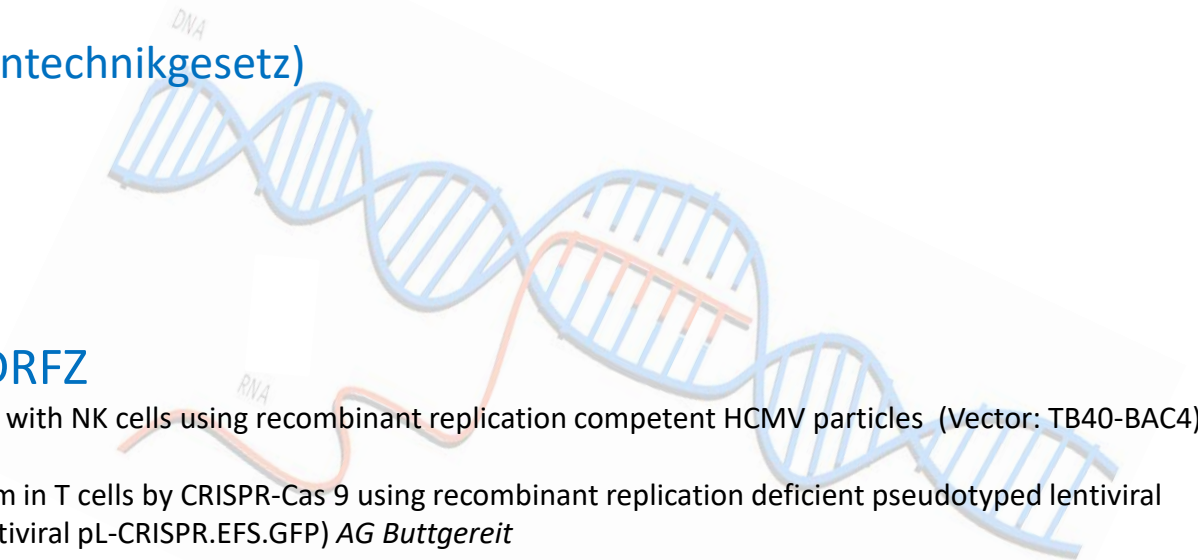 DNA
ntechnikgesetz)
DRFZ
RNA
with NK cells using recombinant replication competent HCMV particles (Vector: TB40-BAC4)
m in T cells by CRISPR-Cas 9 using recombinant replication deficient pseudotyped lentiviral
tiviral pL-CRISPR.EFS.GFP) AG Buttgereit